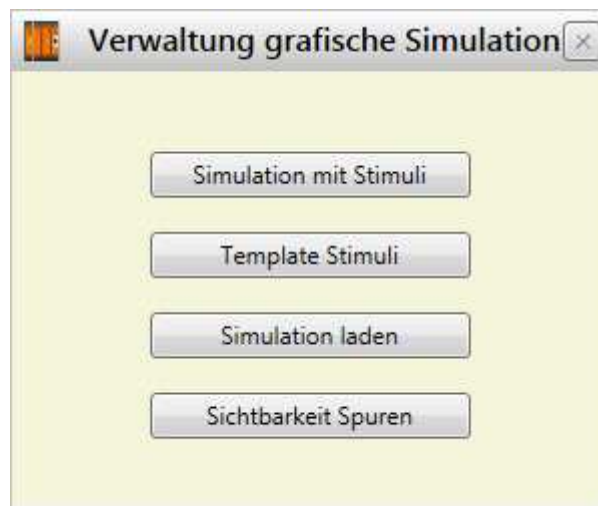 Verwaltung grafische Simulation
Simulation mit Stimuli
Template Stimuli
Simulation laden
Sichtbarkeit Spuren